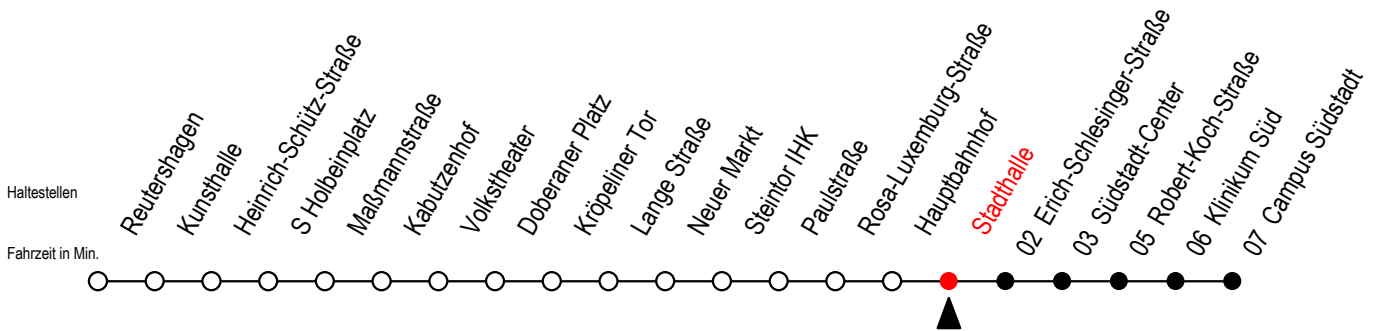 Haltestellen
Fahrzeit in Min.
Reutershagen
Kunsthalle
Heinrich-Schütz-Straße
S Holbeinplatz
Maßmannstraße
Kabutzenhof
Volkstheater
Doberaner Platz
Kröpeliner Tor
Lange Straße
Neuer Markt
Steintor IHK
Paulstraße
Rosa-Luxemburg-Straße
Hauptbahnhof
Stadthalle
02 Erich-Schlesinger-Straße
03 Südstadt-Center
05 Robert-Koch-Straße
06 Klinikum Süd
07 Campus Südstadt